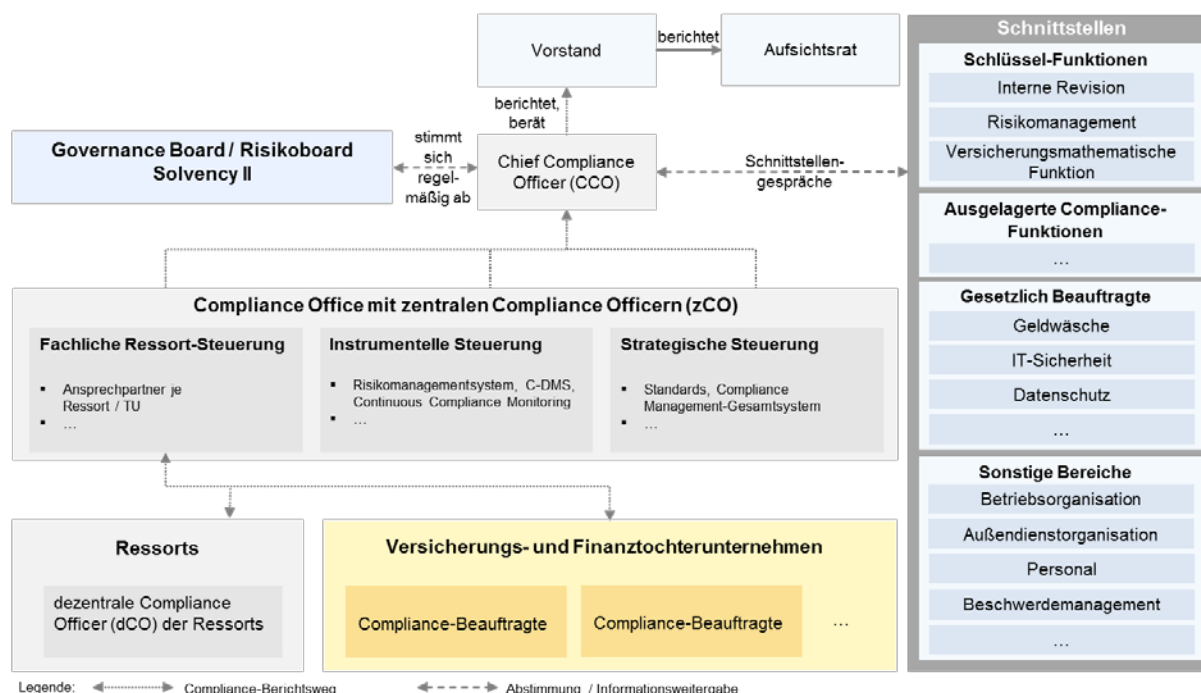 Vorstand
berichtet
Aufsichtsrat
berichtet,
berät
Governance Board / Risikoboard
Solvency II
stimmt
sich
regel-
mäßig ab
Chief Compliance
Officer (CCO)
Schnittstellen-
gespräche
Compliance Office mit zentralen Compliance Officern (zCO)
Fachliche Ressort-Steuerung
▪ Ansprechpartner je
Ressort / TU
▪ …
Instrumentelle Steuerung
▪ Risikomanagementsystem, C-DMS,
Continuous Compliance Monitoring
▪ …
Strategische Steuerung
▪ Standards, Compliance
Management-Gesamtsystem
▪ …
Ressorts
dezentrale Compliance
Officer (dCO) der Ressorts
Versicherungs- und Finanztochterunternehmen
Compliance-Beauftragte
Compliance-Beauftragte
…
Schnittstellen
Schlüssel-Funktionen
Interne Revision
Risikomanagement
Versicherungsmathematische
Funktion
Ausgelagerte Compliance-
Funktionen
…
Gesetzlich Beauftragte
Geldwäsche
IT-Sicherheit
Datenschutz
…
Sonstige Bereiche
Betriebsorganisation
Außendienstorganisation
Personal
Beschwerdemanagement
…
Legende: Compliance-Berichtsweg Abstimmung / Informationsweitergabe